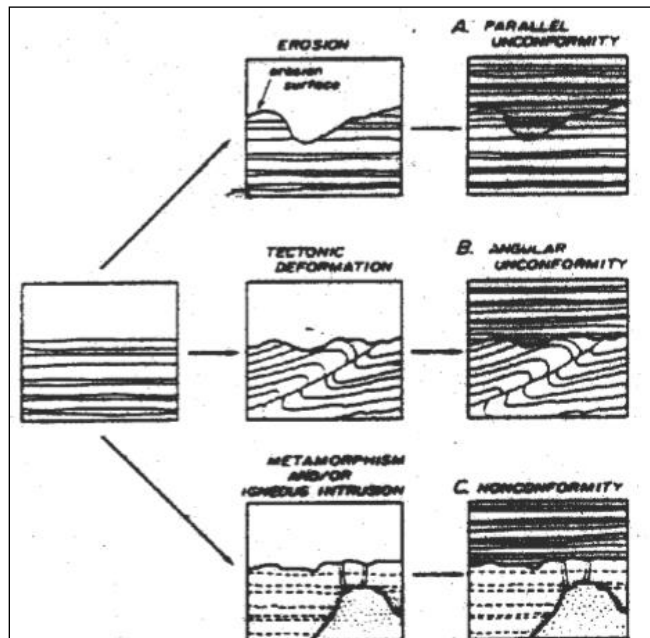 EROSION
erosion
surface
A. PARALLEL
UNCONFORMITY
TECTONIC
DEFORMATION
B. ANGULAR
UNCONFORMITY
METAMORPHISM
AND/OR
IGNEOUS INTRUSION
C. NONCONFORMITY